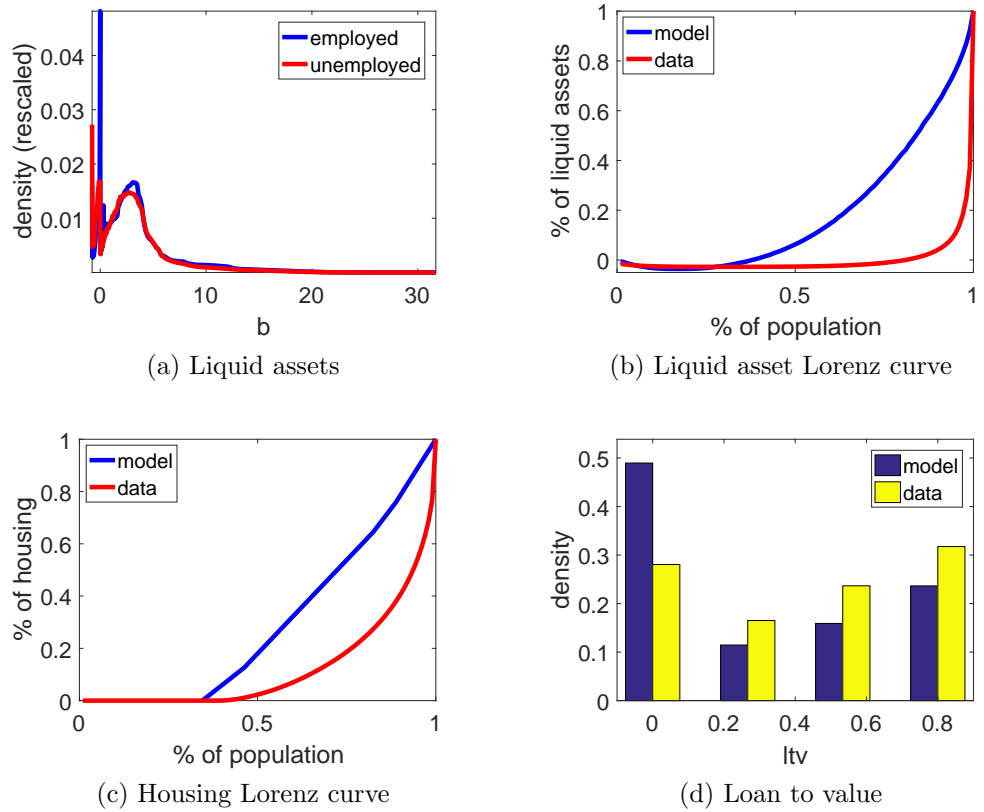 density (rescaled)
0.04
0.03
0.02
0.01
0
10
20
30
b
employed
unemployed
(a) Liquid assets
% of liquid assets
1
0.8
0.6
0.4
0.2
0
0
0.5
1
% of population
model
data
(b) Liquid asset Lorenz curve
% of housing
1
0.8
0.6
0.4
0.2
0
0
0.5
1
% of population
model
data
(c) Housing Lorenz curve
density
0.5
0.4
0.3
0.2
0.1
0
0
0.2
0.4
0.6
0.8
ltv
model
data
(d) Loan to value